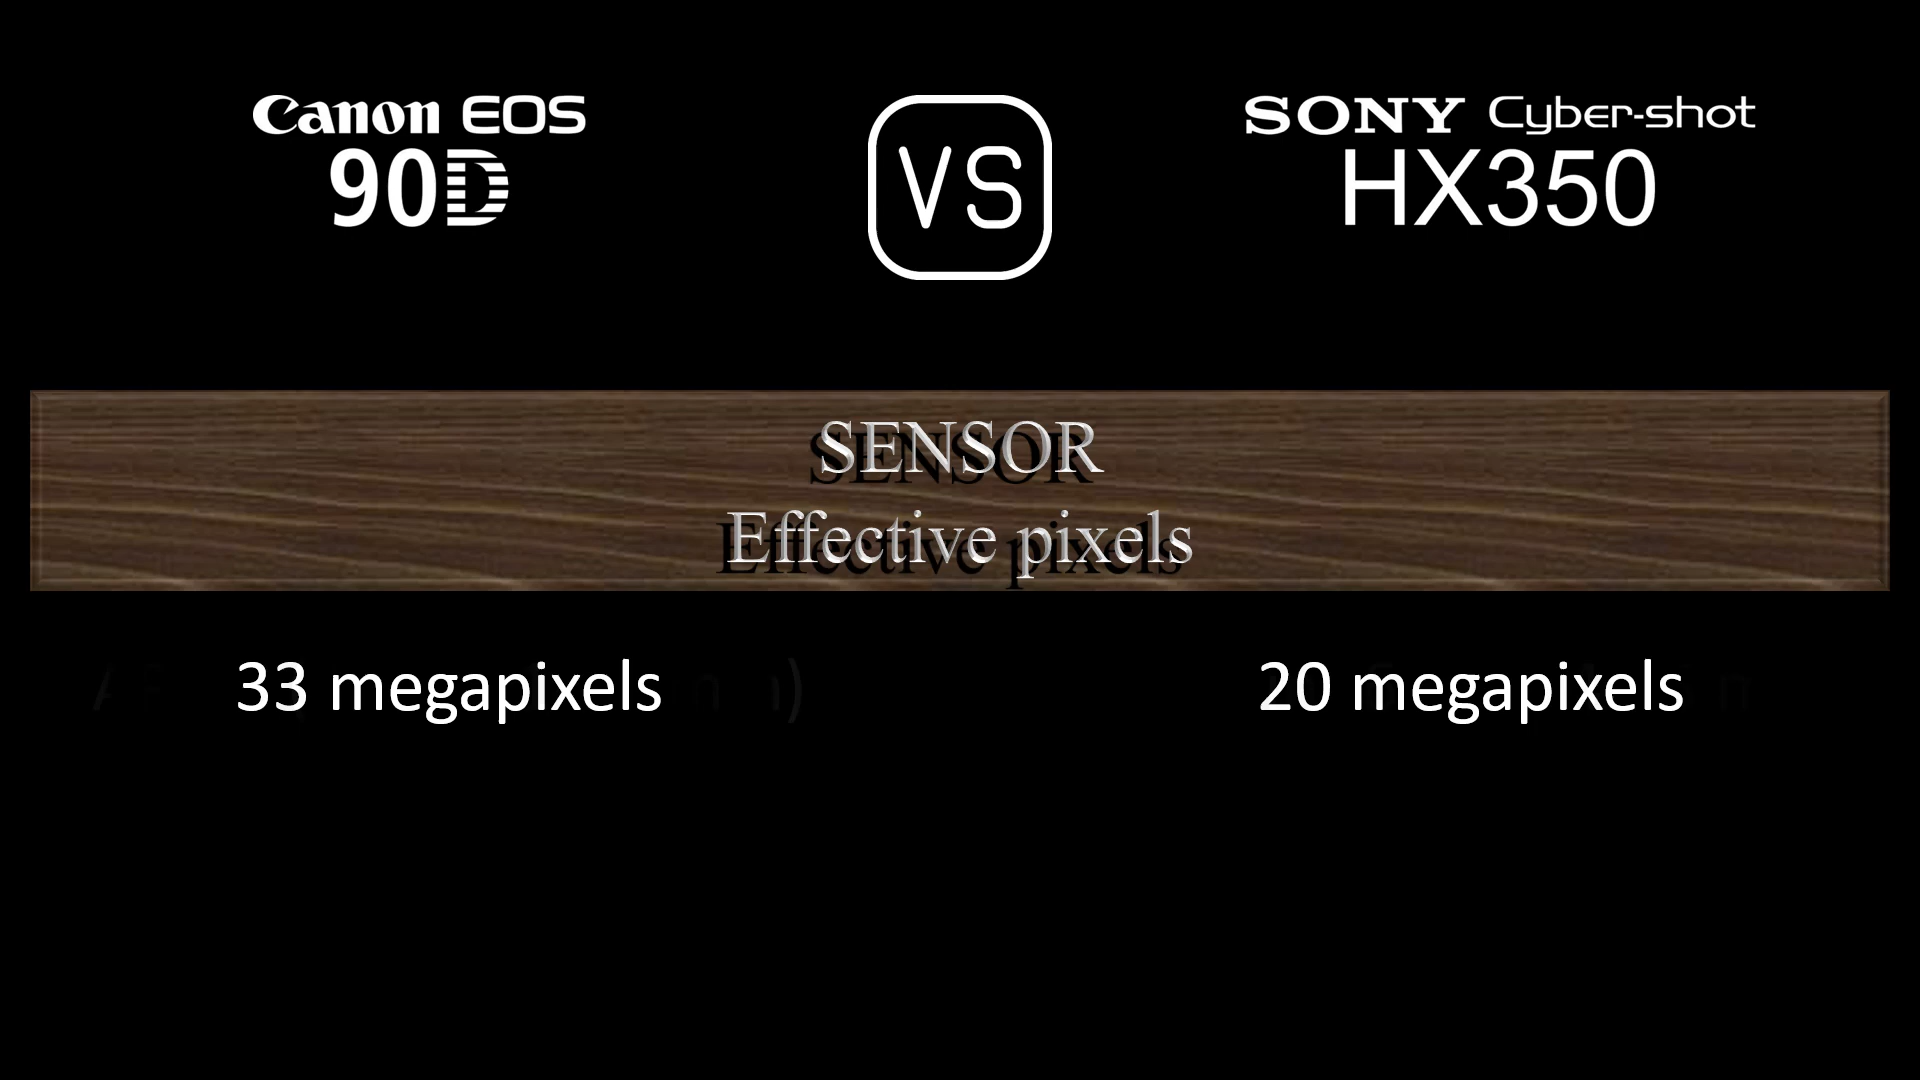 Canon EOS
90D
VS
SONY Cyber-shot
HX350
SENSOR
Effective pixels
33 megapixels
20 megapixels